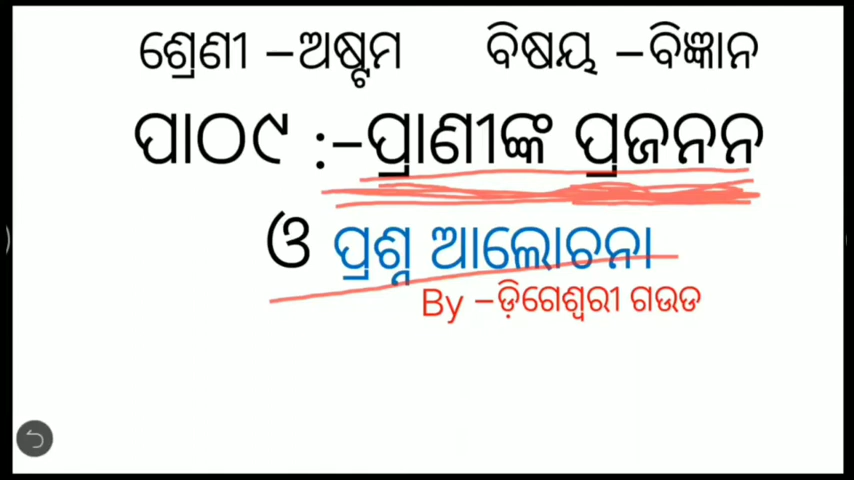 ଶ୍ରେଣୀ –ଅଷ୍ଟମ ବିଷୟ –ବିଜ୍ଞାନ
ପାଠ୯ :–ପ୍ରାଣୀଙ୍କ ପ୍ରଜନନ
ଓ ପ୍ରଶ୍ନ ଆଲୋଚନା
By –ଡ଼ିଗେଶ୍ୱରୀ ଗଉଡ